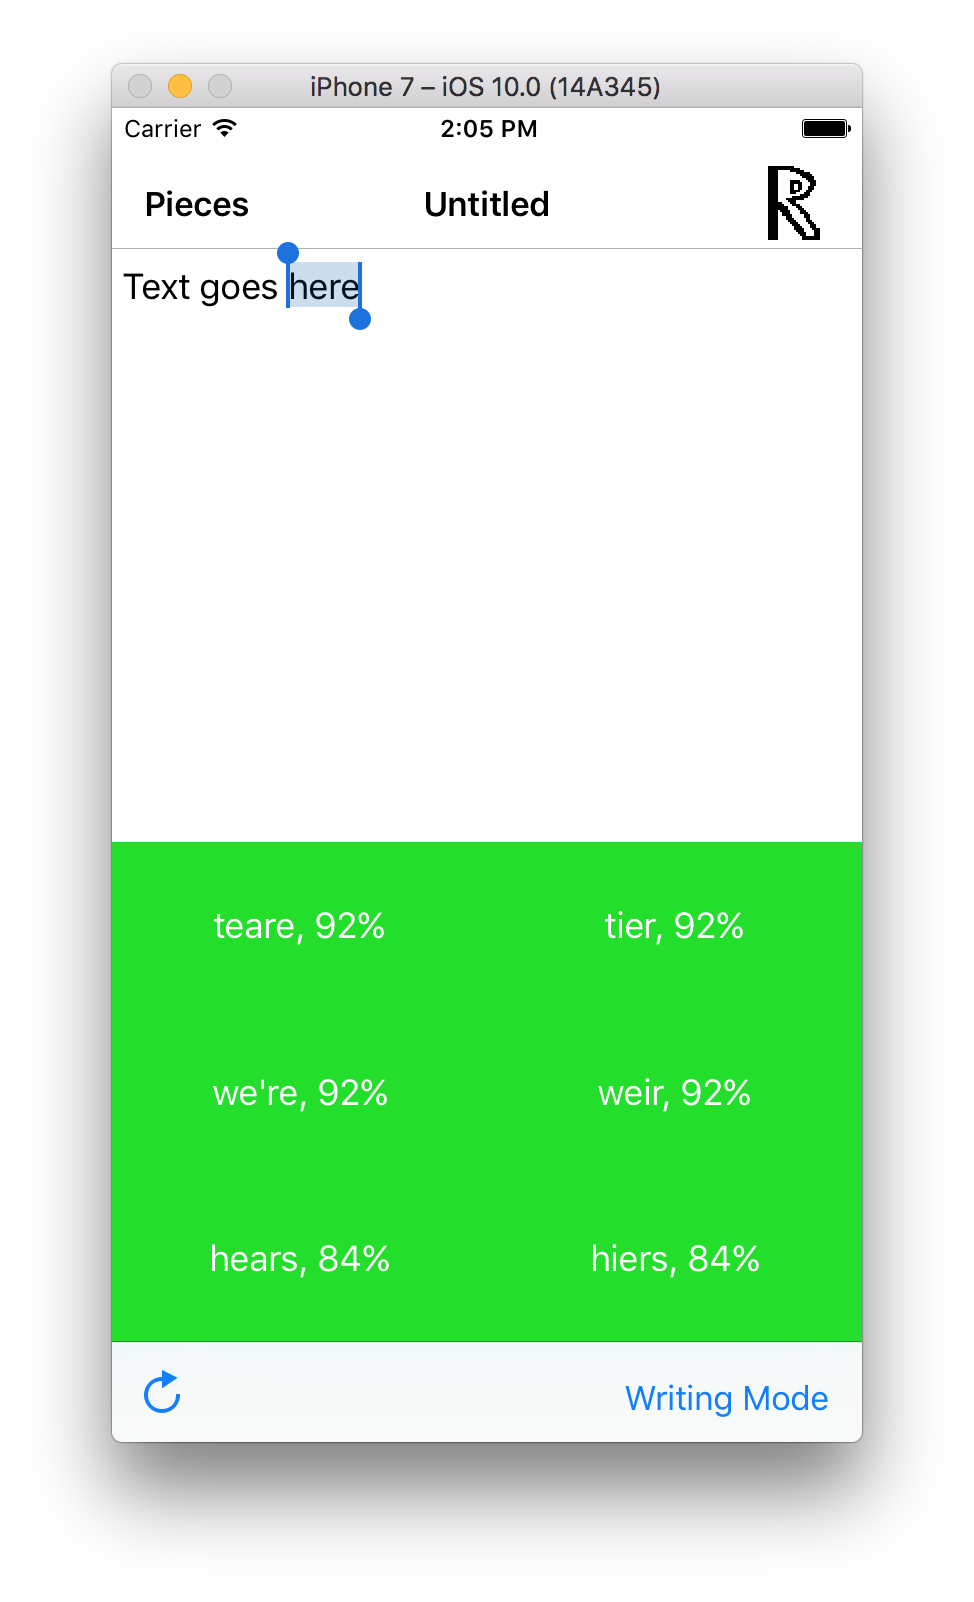 iPhone 7 – iOS 10.0 (14A345)
Carrier 2:05 PM
Pieces Untitled R
Text goes here
teare, 92% tier, 92%
we're, 92% weir, 92%
hears, 84% hiers, 84%
Writing Mode